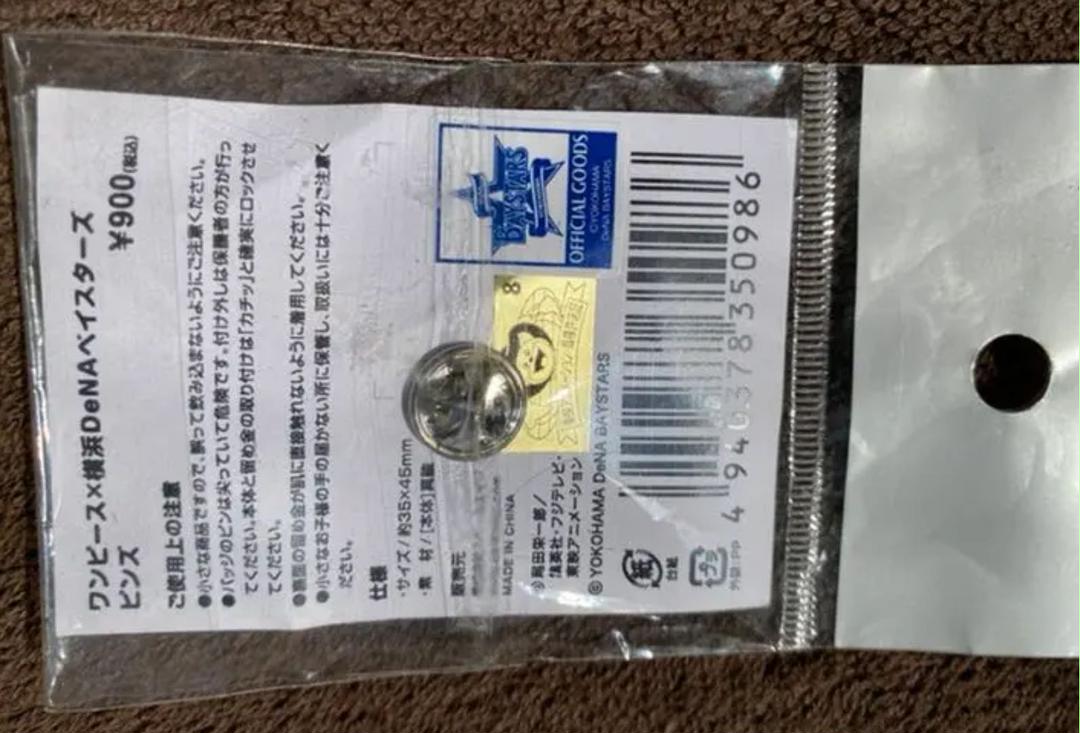 ワンピース×横浜DeNAベイスターズ
ピンズ
¥900(税込)
ご使用上の注意
●小さな商品ですので、誤って飲み込まないようにご注意ください。
●バッジのピンは尖っていて危険です。付け外しは保護者の方が行っ
てください。本体と留め金の取り付けは「カチッ」と確実にロックさせ
てください。
●裏面の留め金が肌に直接触れないように着用してください。
●小さなお子様の手の届かない所に保管し、取扱いには十分ご注意く
ださい。
仕様
・サイズ/約35×45mm
・素 材/[本体]真鍮
販売元
MADE IN CHINA
BAYSTARS
OFFICIAL GOODS
©YOKOHAMA
DeNA BAYSTARS
8
©尾田栄一郎/
集英社・フジテレビ・
東映アニメーション
© YOKOHAMA DeNA BAYSTARS
4 940378 350986
紙
台紙
プラ
外装:PP